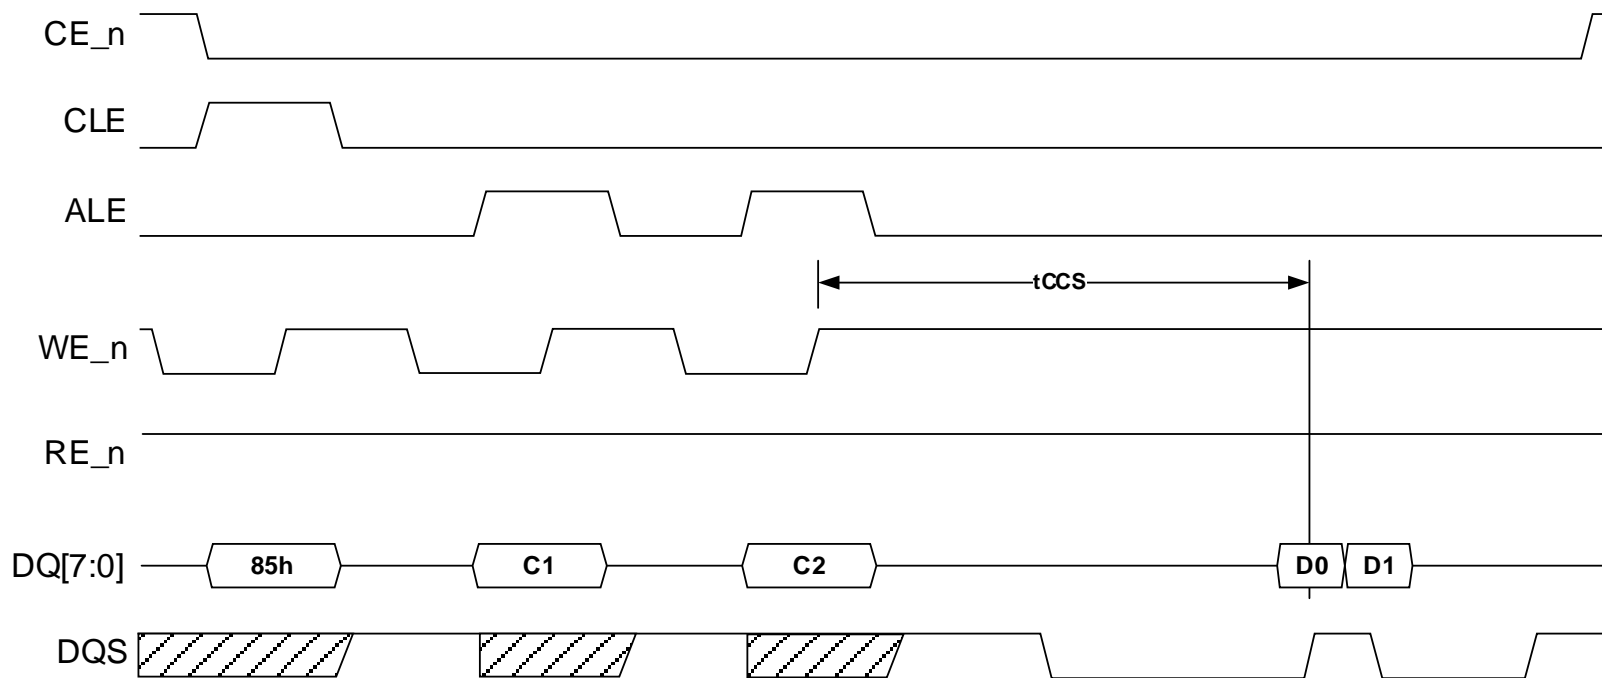 CE_n
CLE
ALE
tCCS
WE_n
RE_n
DQ[7:0] 85h C1 C2 D0 D1
DQS